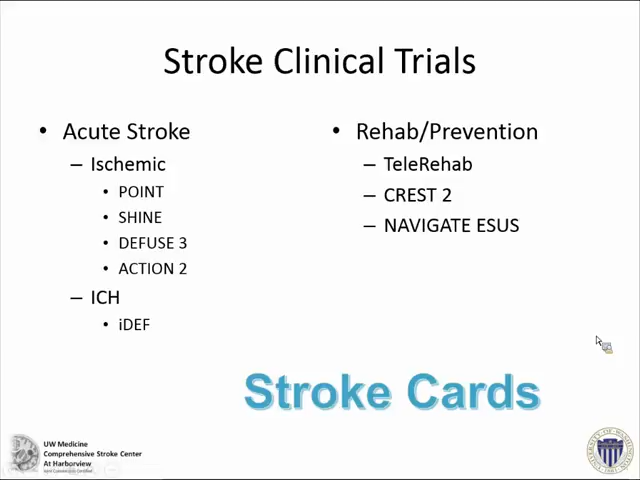 Stroke Clinical Trials
• Acute Stroke
– Ischemic
• POINT
• SHINE
• DEFUSE 3
• ACTION 2
– ICH
• iDEF
• Rehab/Prevention
– TeleRehab
– CREST 2
– NAVIGATE ESUS
Stroke Cards
UW Medicine
Comprehensive Stroke Center
At Harborview